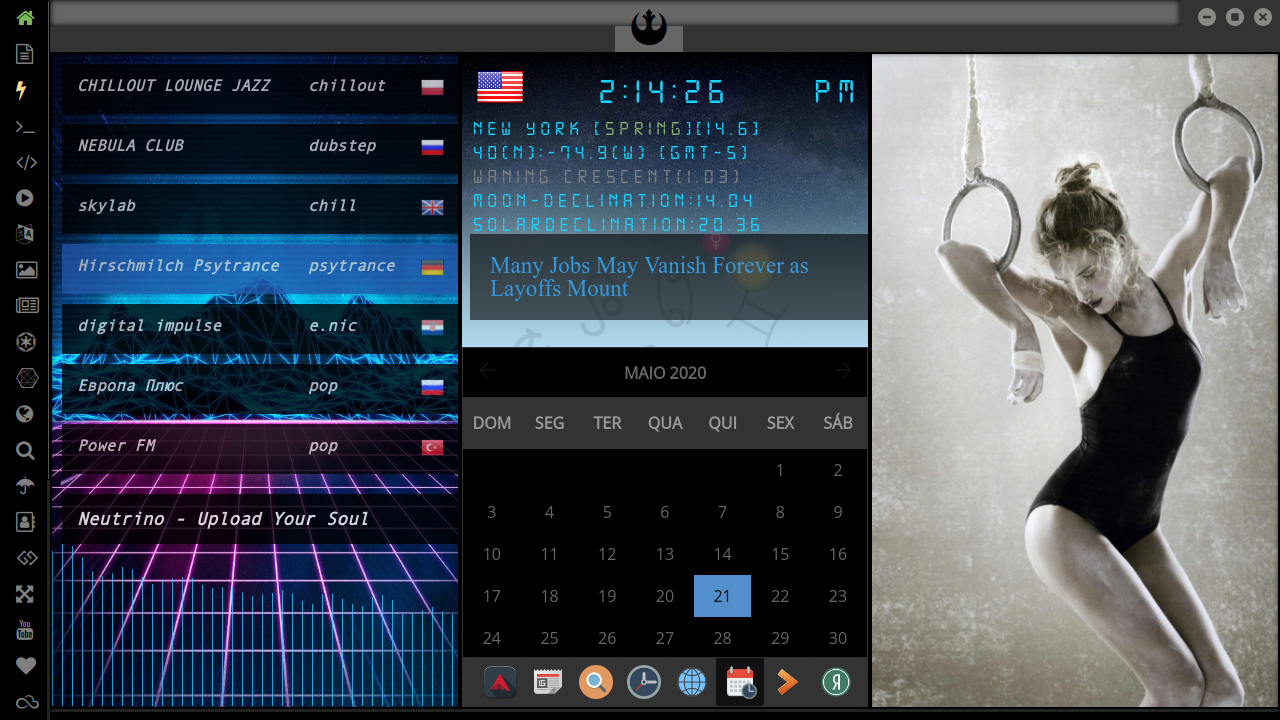 CHILLOUT LOUNGE JAZZ chillout
NEBULA CLUB dubstep
skylab chill
Hirschmilch Psytrance psytrance
digital impulse e.nic
Европа Плюс pop
Power FM pop
Neutrino - Upload Your Soul
2:14:26 PM
NEW YORK [SPRING][14.6]
40(N):-74.9(W) [GMT-5]
WANING CRESCENT(1.03)
MOON-DECLINATION:14.04
SOLARDECLINATION:20.36
Many Jobs May Vanish Forever as
Layoffs Mount
MAIO 2020
DOM SEG TER QUA QUI SEX SÁB
1 2
3 4 5 6 7 8 9
10 11 12 13 14 15 16
17 18 19 20 21 22 23
24 25 26 27 28 29 30
You
Tube
Я